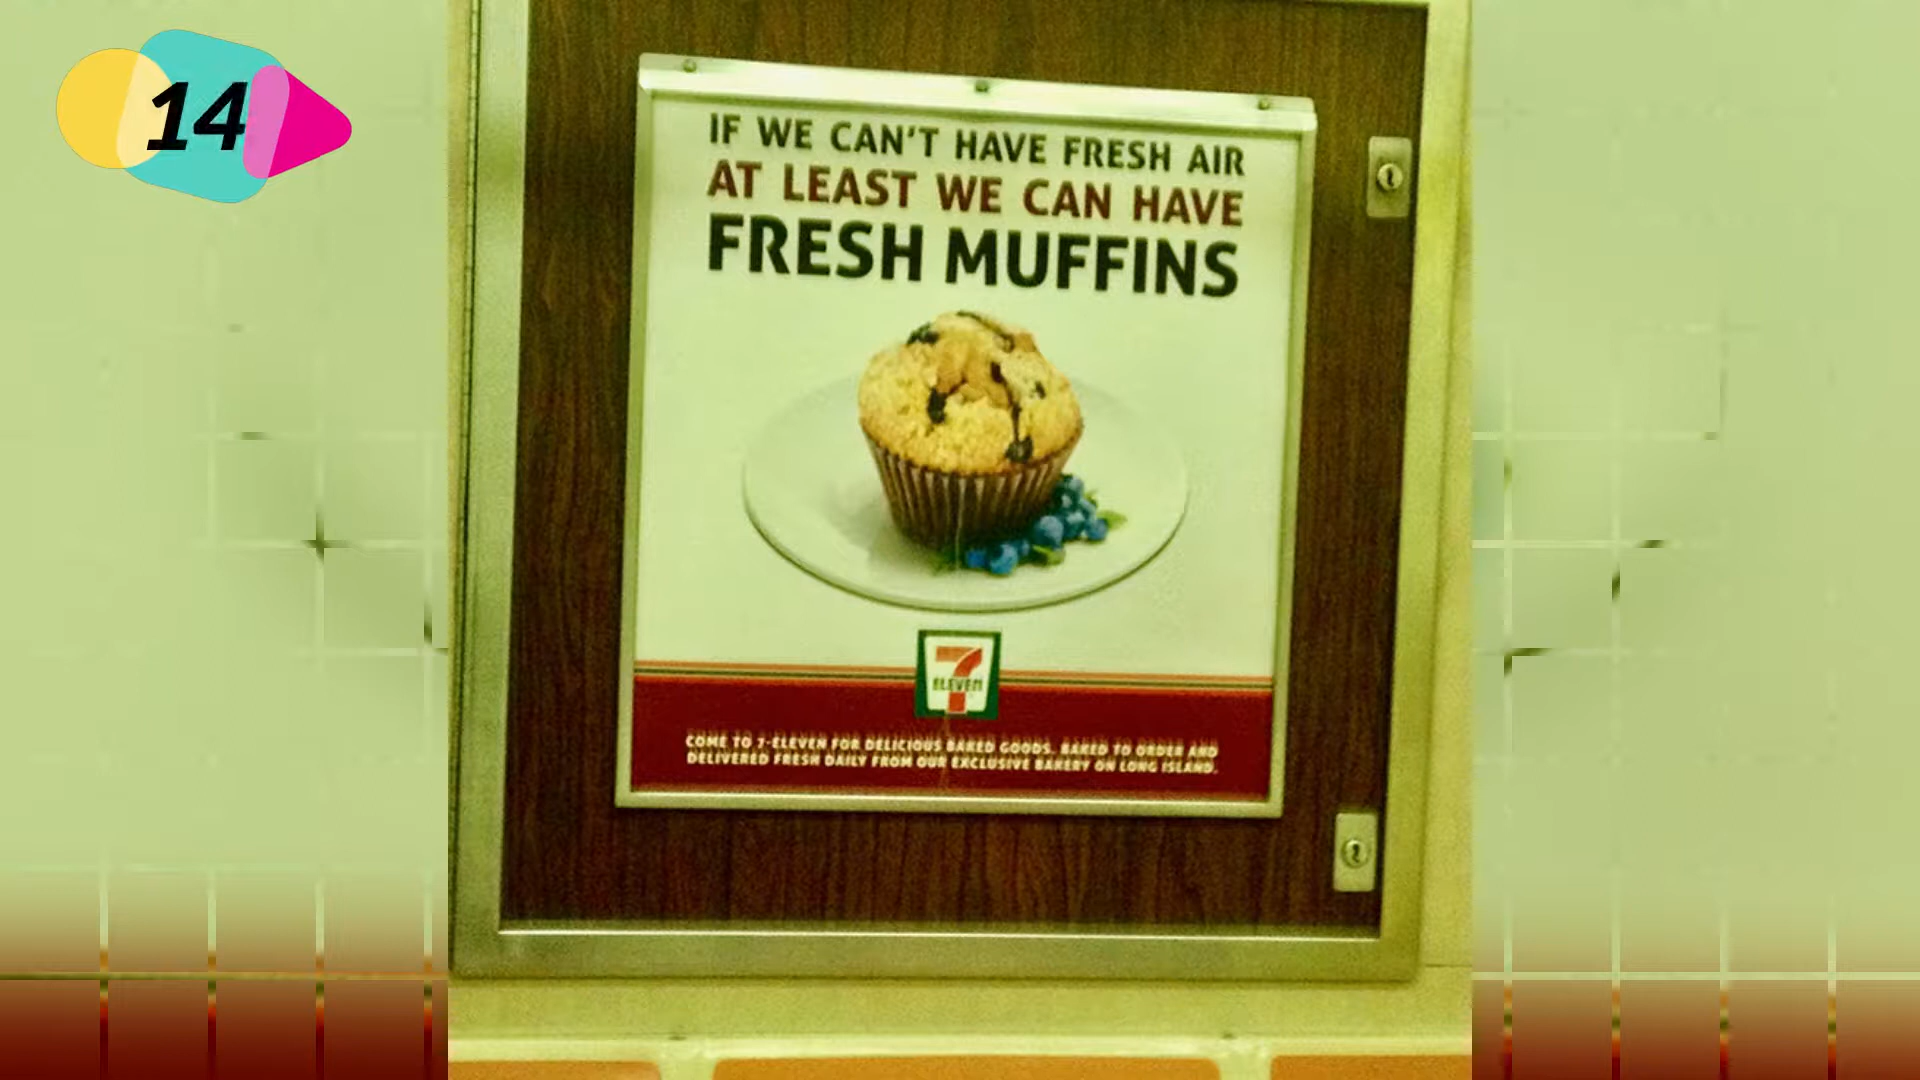 14
IF WE CAN'T HAVE FRESH AIR
AT LEAST WE CAN HAVE
FRESH MUFFINS
7
ELEVEN
COME TO 7-ELEVEN FOR DELICIOUS BAKED GOODS. BAKED TO ORDER AND
DELIVERED FRESH DAILY FROM OUR EXCLUSIVE BAKERY ON LONG ISLAND.